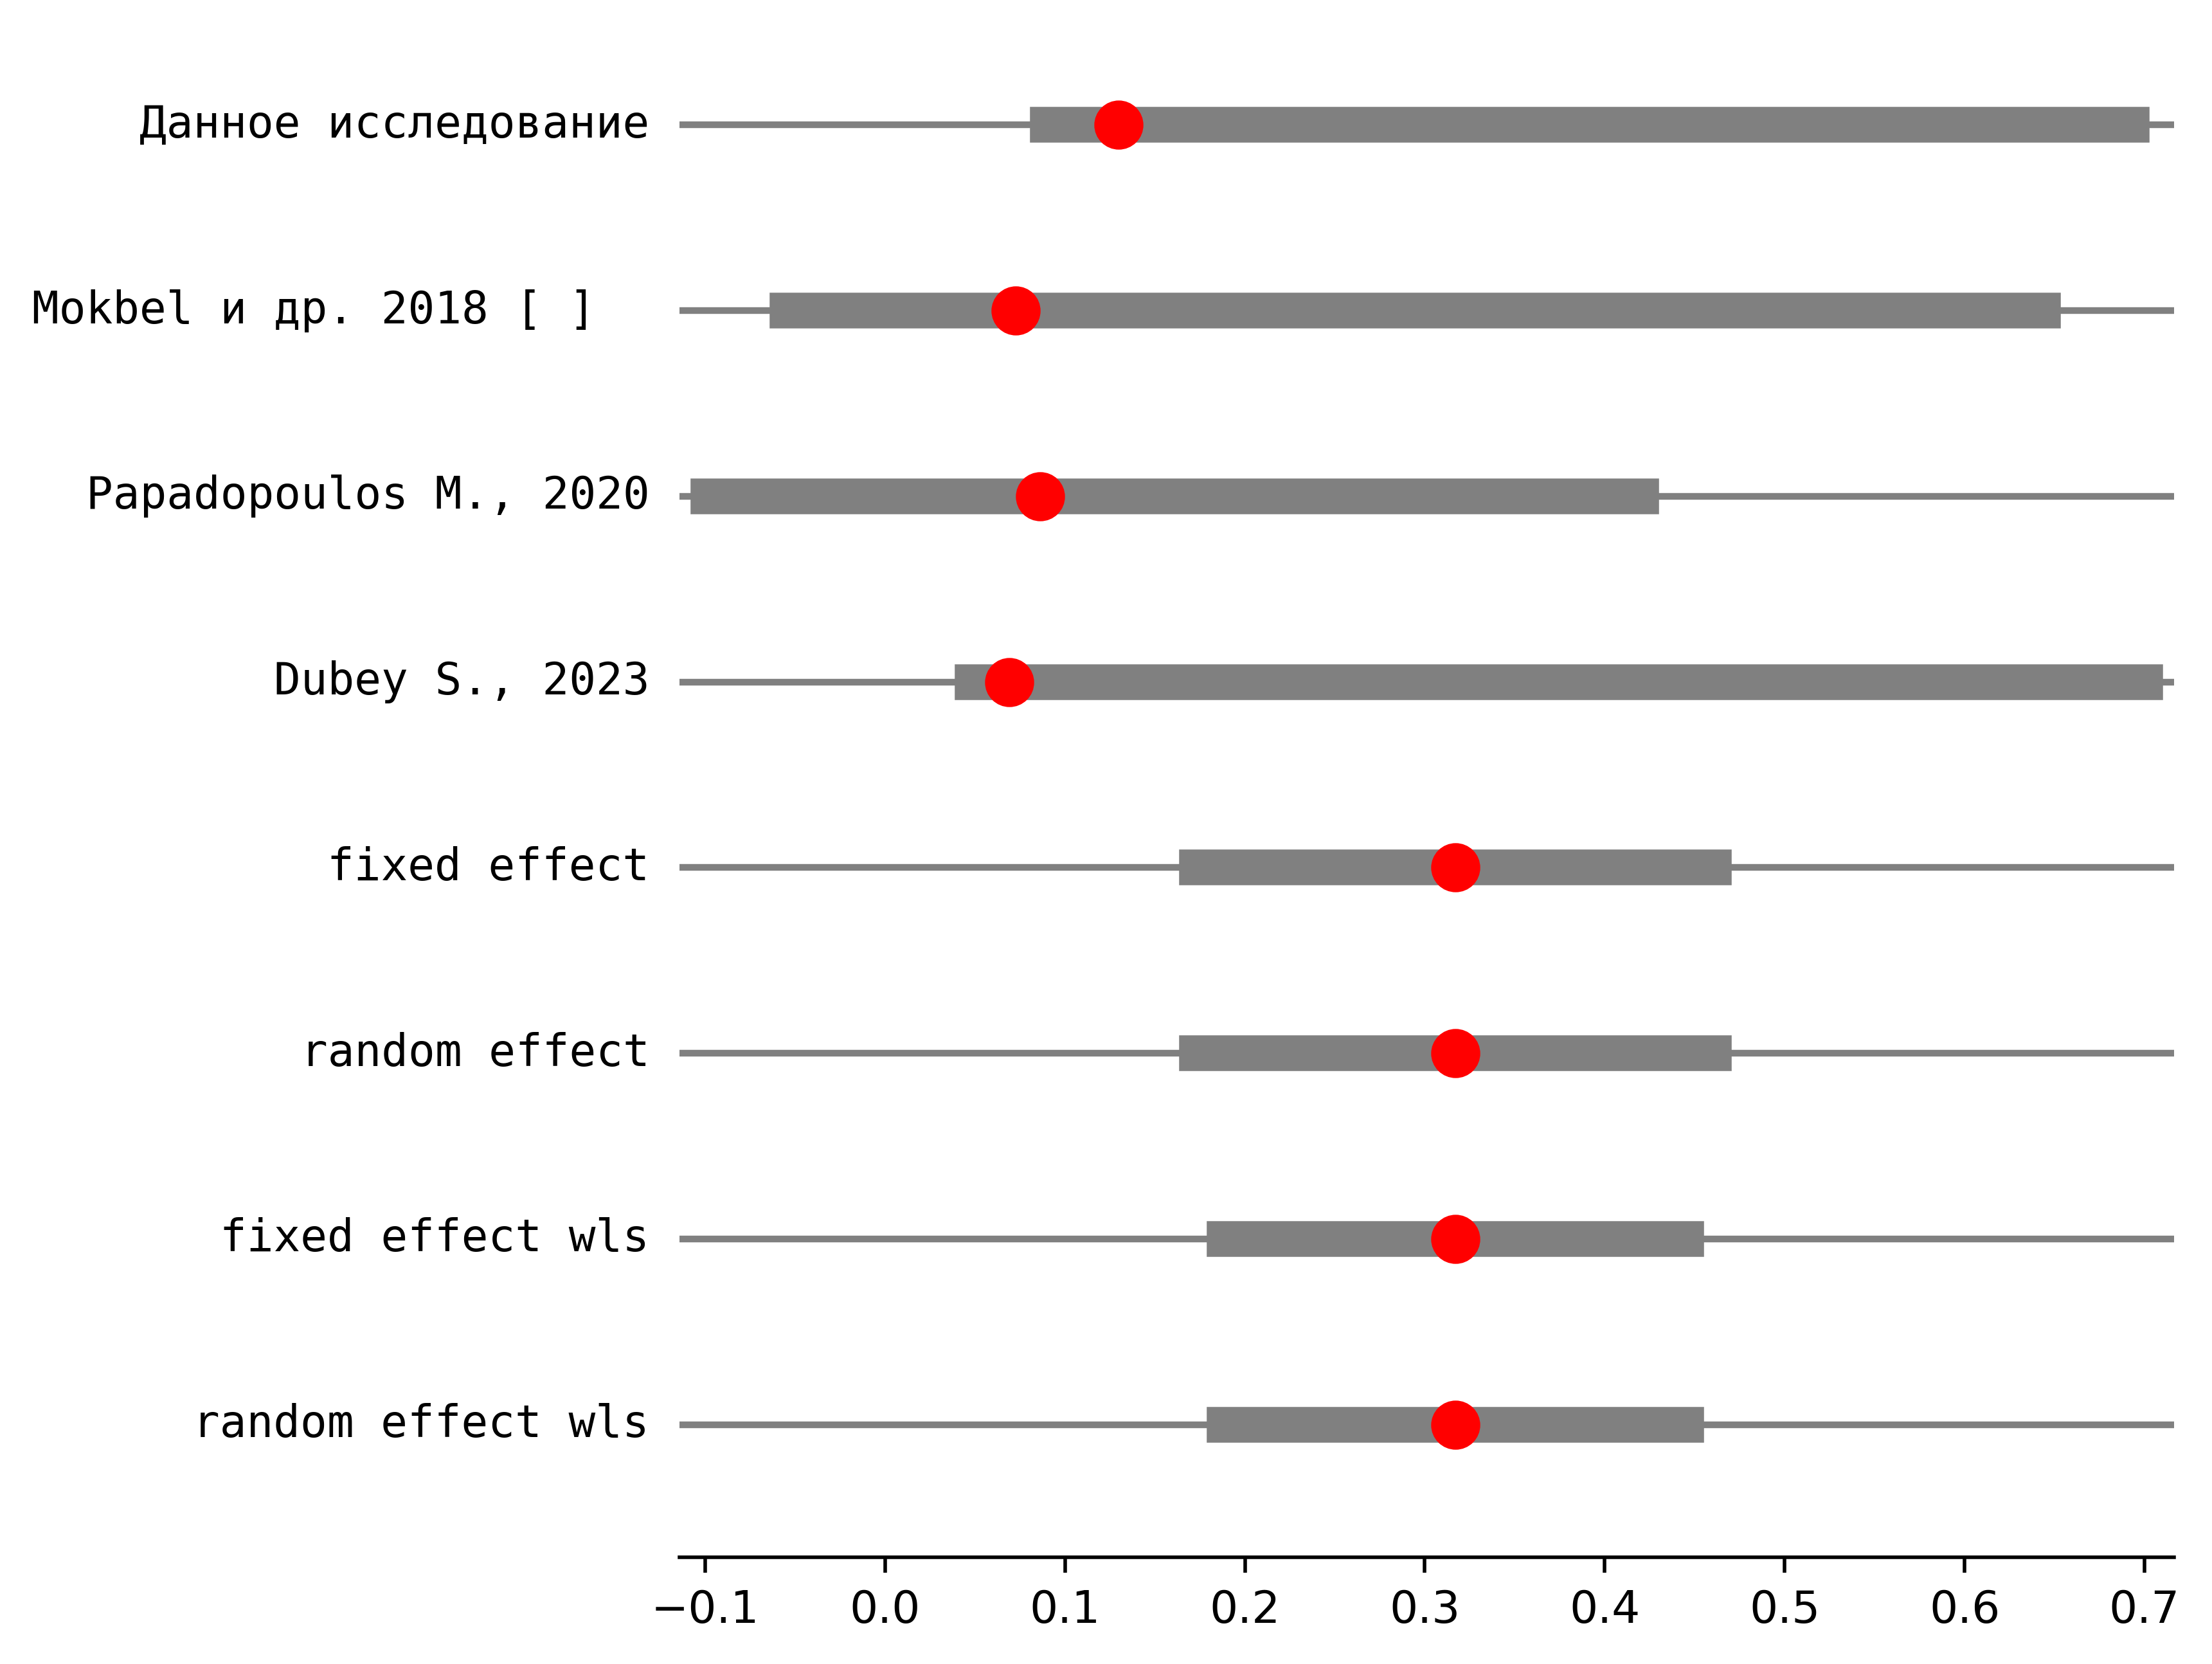 Данное исследование
Mokbel и др. 2018 [ ]
Papadopoulos M., 2020
Dubey S., 2023
fixed effect
random effect
fixed effect wls
random effect wls
−0.1 0.0 0.1 0.2 0.3 0.4 0.5 0.6 0.7